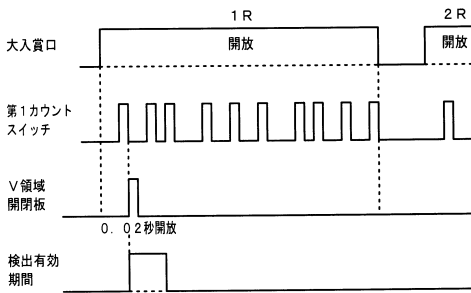 1R
2R
大入賞口
開放
開放
第1カウント
スイッチ
V領域
開閉板
0.02秒開放
検出有効
期間